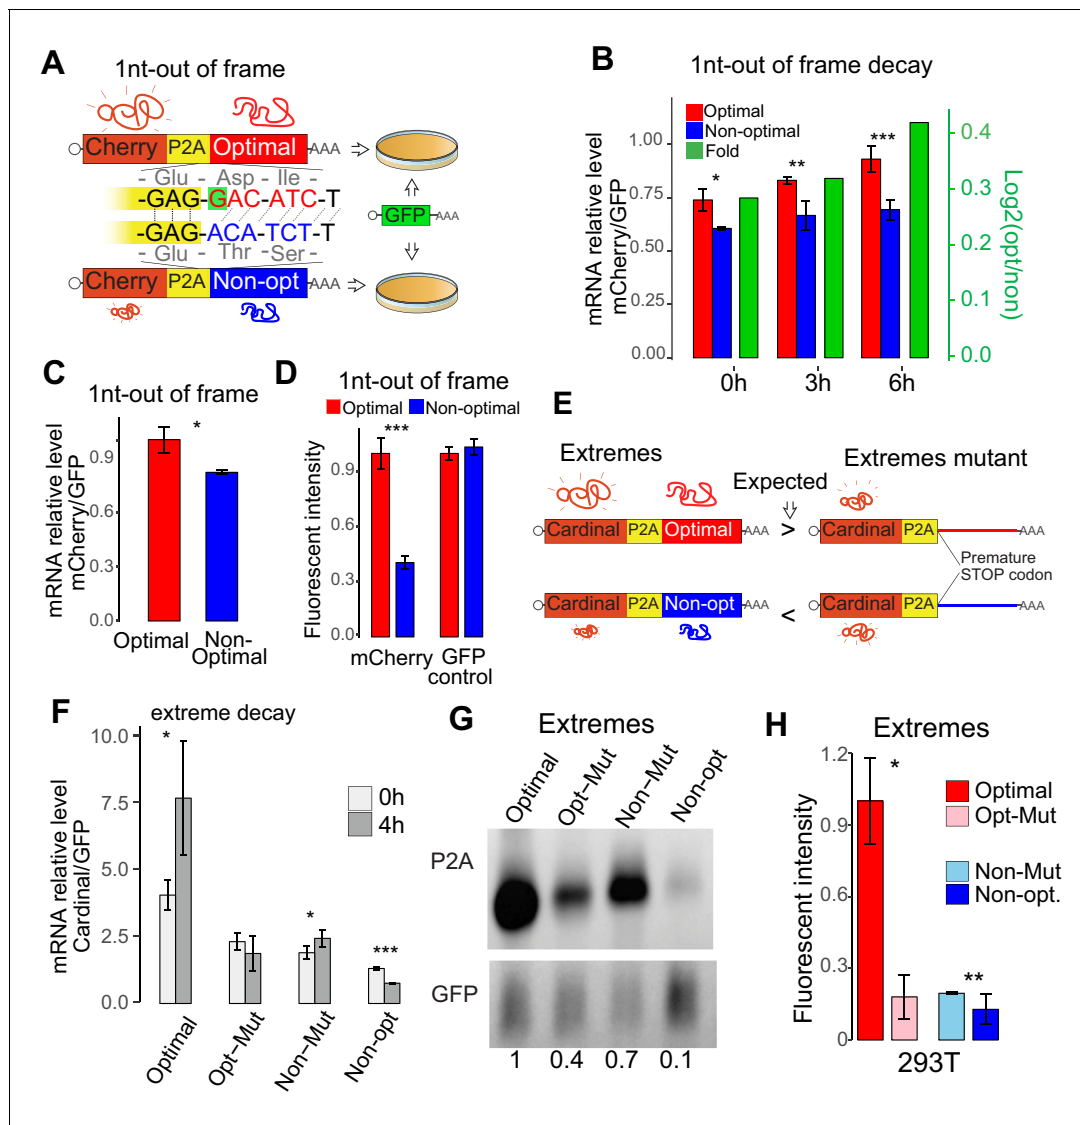 A
1nt-out of frame
Cherry P2A Optimal AAA
- Glu - Asp - Ile -
-GAG-GAC-ATC-T
GFP AAA
-GAG-ACA-TCT-T
- Glu - Thr -Ser-
Cherry P2A Non-opt AAA
B
1nt-out of frame decay
Optimal
Non-optimal
Fold
mRNA relative level
mCherry/GFP
1.00
0.75
0.50
0.25
0.00
* ** ***
0h 3h 6h
0.4
0.2
0.2
0.1
0.0
Log2(opt/non)
C
1nt-out of frame
mRNA relative level
mCherry/GFP
0.9
0.6
0.3
0.0
*
Optimal
Non-
Optimal
D
1nt-out of frame
Optimal Non-optimal
Fluorescent intensity
0.9
0.6
0.3
0.0
***
mCherry GFP
control
E
Extremes Extremes mutant
Expected
Cardinal P2A Optimal AAA > Cardinal P2A AAA
Premature
STOP codon
Cardinal P2A Non-opt AAA < Cardinal P2A AAA
F
extreme decay
mRNA relative level
Cardinal/GFP
10.0
7.5
5.0
2.5
0.0
0h
4h
* * ***
Optimal Opt-Mut Non-Mut Non-opt
G
Extremes
Optimal Opt-Mut Non-Mut Non-opt
P2A
GFP
1 0.4 0.7 0.1
H
Extremes
Fluorescent intensity
1.2
0.9
0.6
0.3
0
* **
Optimal
Opt-Mut
Non-Mut
Non-opt.
293T